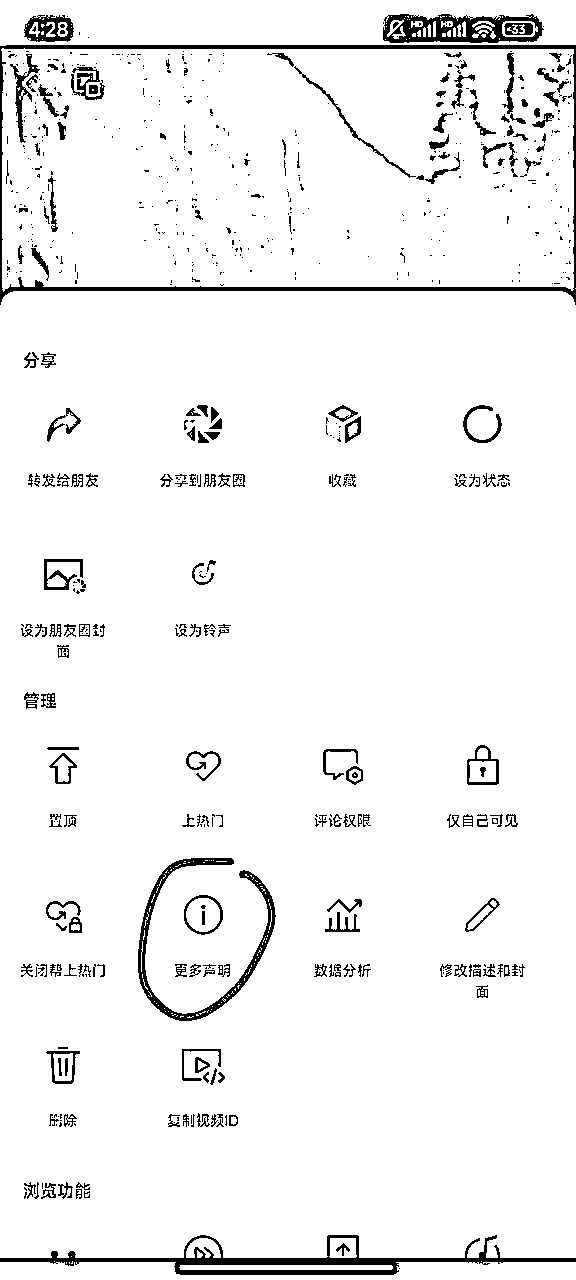 4:28 HD HD 33
分享
转发给朋友 分享到朋友圈 收藏 设为状态
设为朋友圈封面 设为铃声
管理
置顶 上热门 评论权限 仅自己可见
关闭帮上热门 更多声明 数据分析 修改描述和封面
删除 复制视频ID
浏览功能